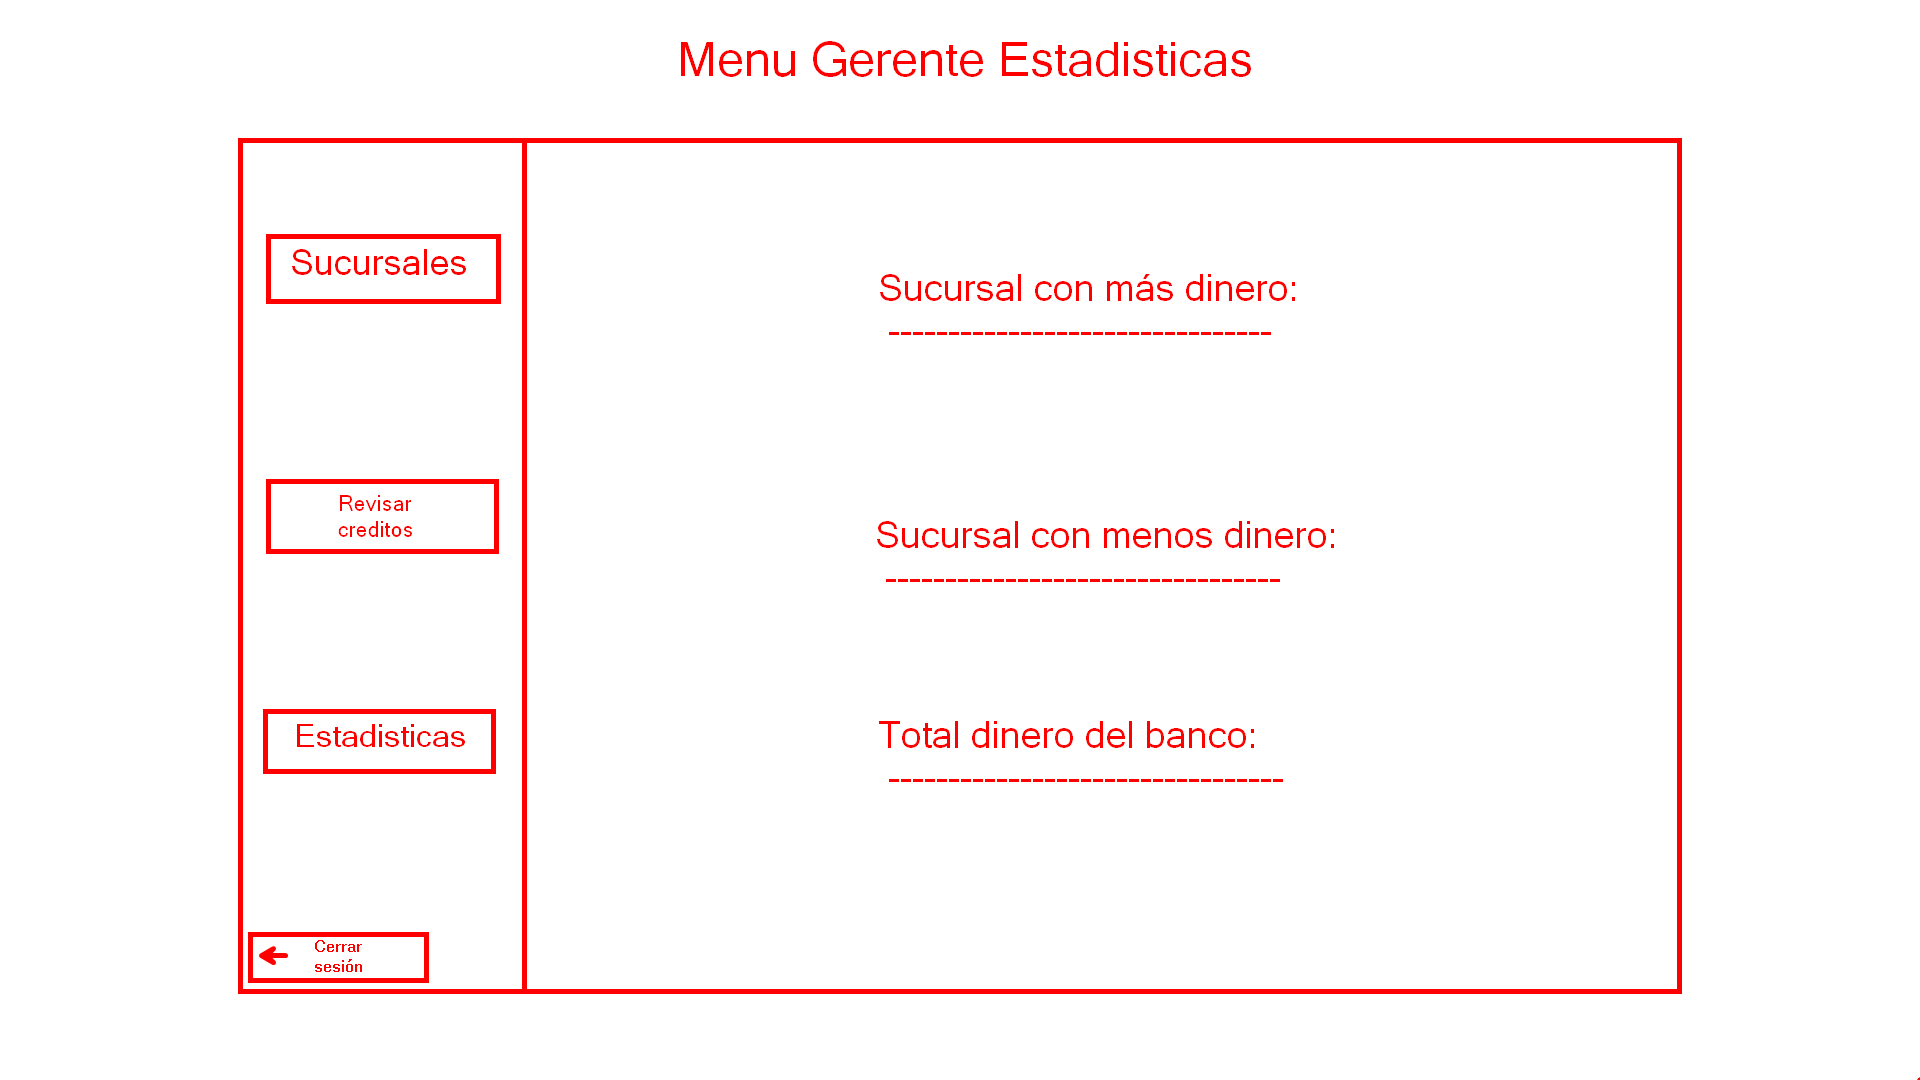 Menu Gerente Estadisticas
Sucursales
Revisar
creditos
Estadisticas
Cerrar
sesión
Sucursal con más dinero:
--------------------------------
Sucursal con menos dinero:
---------------------------------
Total dinero del banco:
---------------------------------